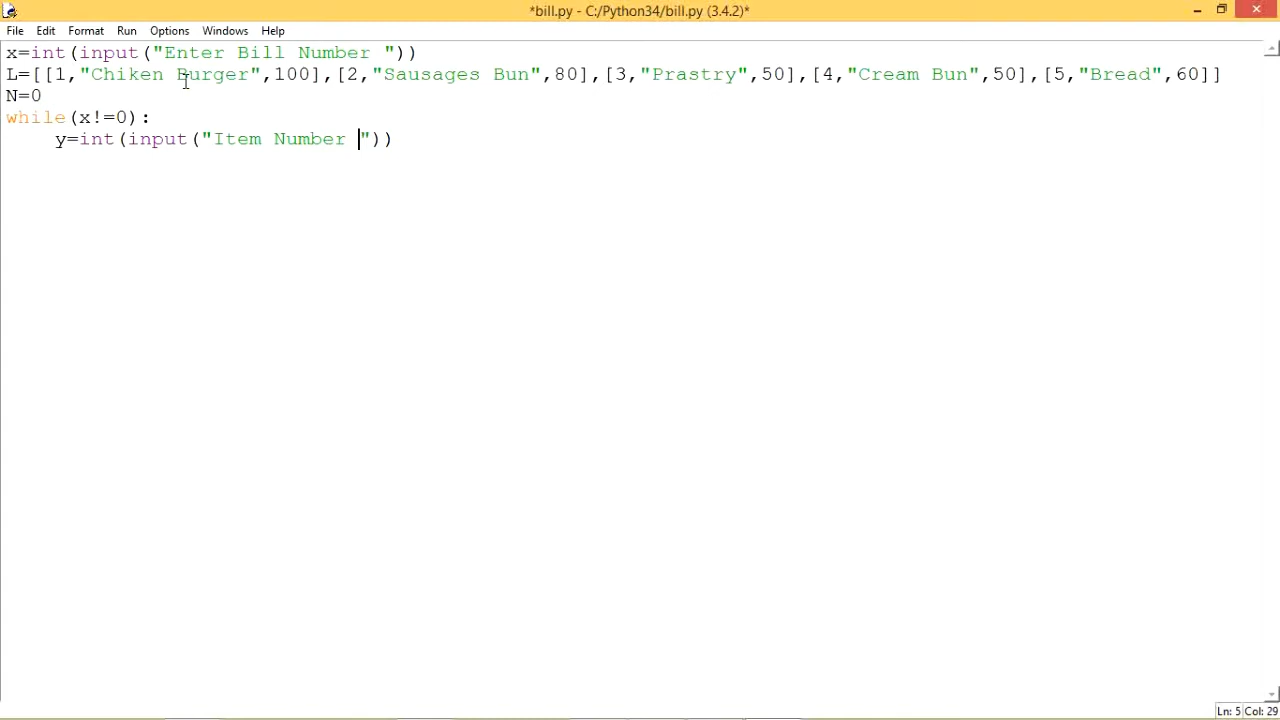 *bill.py - C:/Python34/bill.py (3.4.2)*
File Edit Format Run Options Windows Help
x=int(input("Enter Bill Number "))
L=[[1,"Chiken Burger",100],[2,"Sausages Bun",80],[3,"Prastry",50],[4,"Cream Bun",50],[5,"Bread",60]]
N=0
while(x!=0):
    y=int(input("Item Number "))
Ln: 5 Col: 29